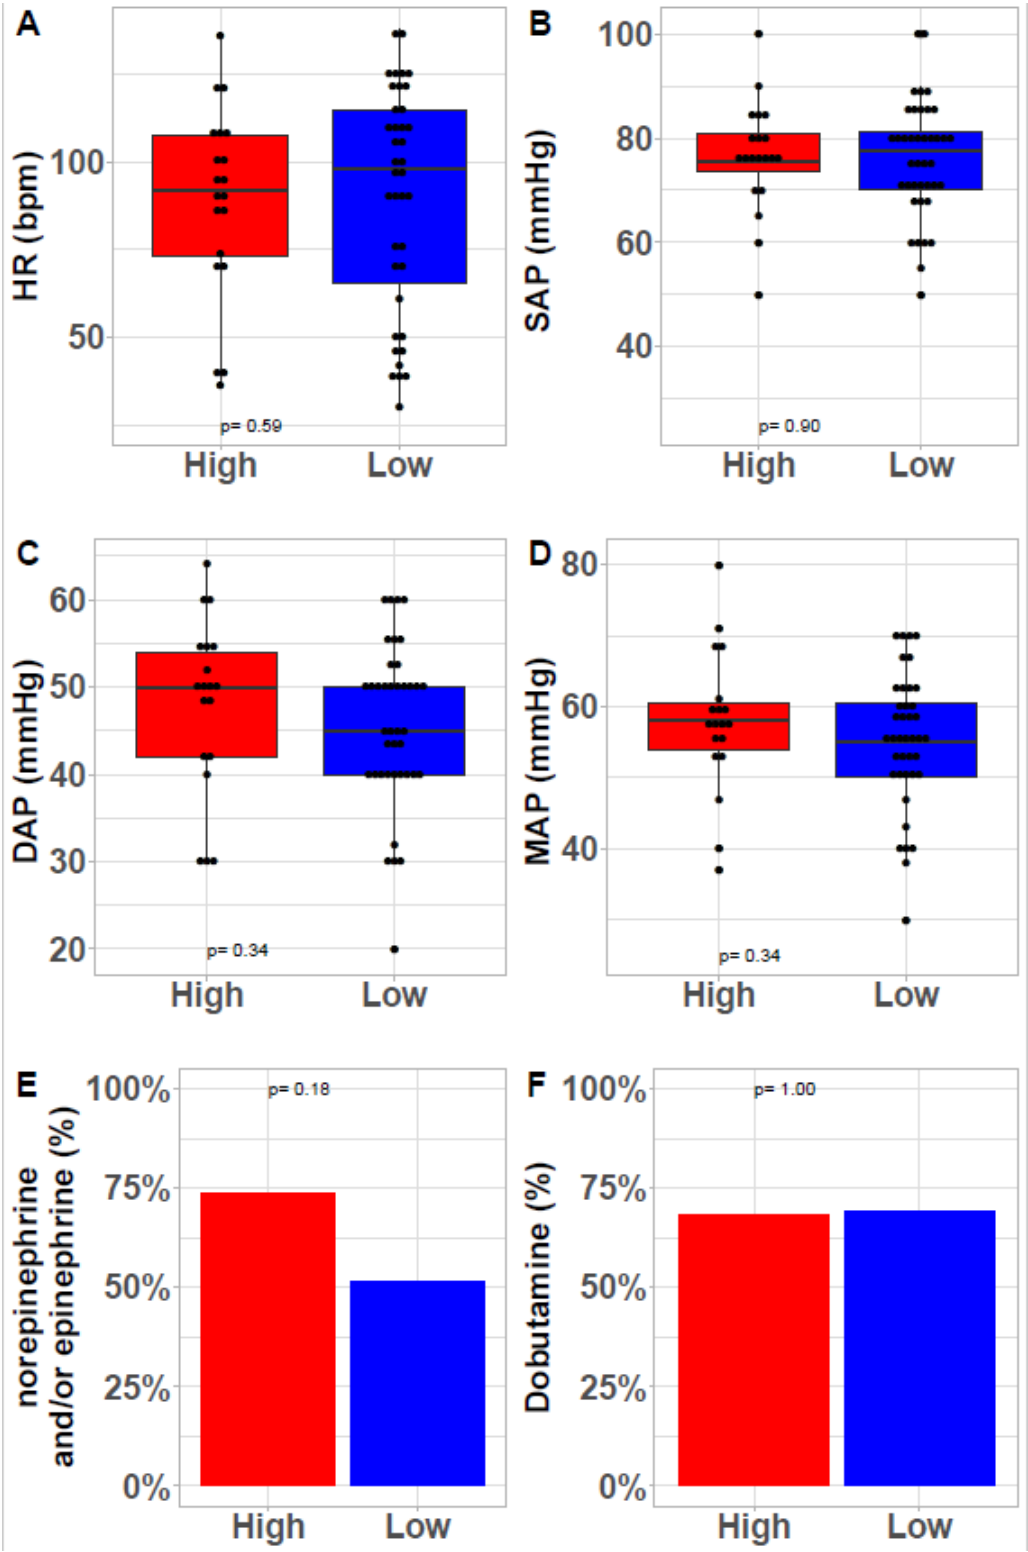 A
HR (bpm)
100
50
p= 0.59
High Low
B
SAP (mmHg)
100
80
60
40
p= 0.90
High Low
C
DAP (mmHg)
60
50
40
30
20
p= 0.34
High Low
D
MAP (mmHg)
80
60
40
p= 0.34
High Low
E
norepinephrine
and/or epinephrine (%)
100%
75%
50%
25%
0%
p= 0.18
High Low
F
Dobutamine (%)
100%
75%
50%
25%
0%
p= 1.00
High Low